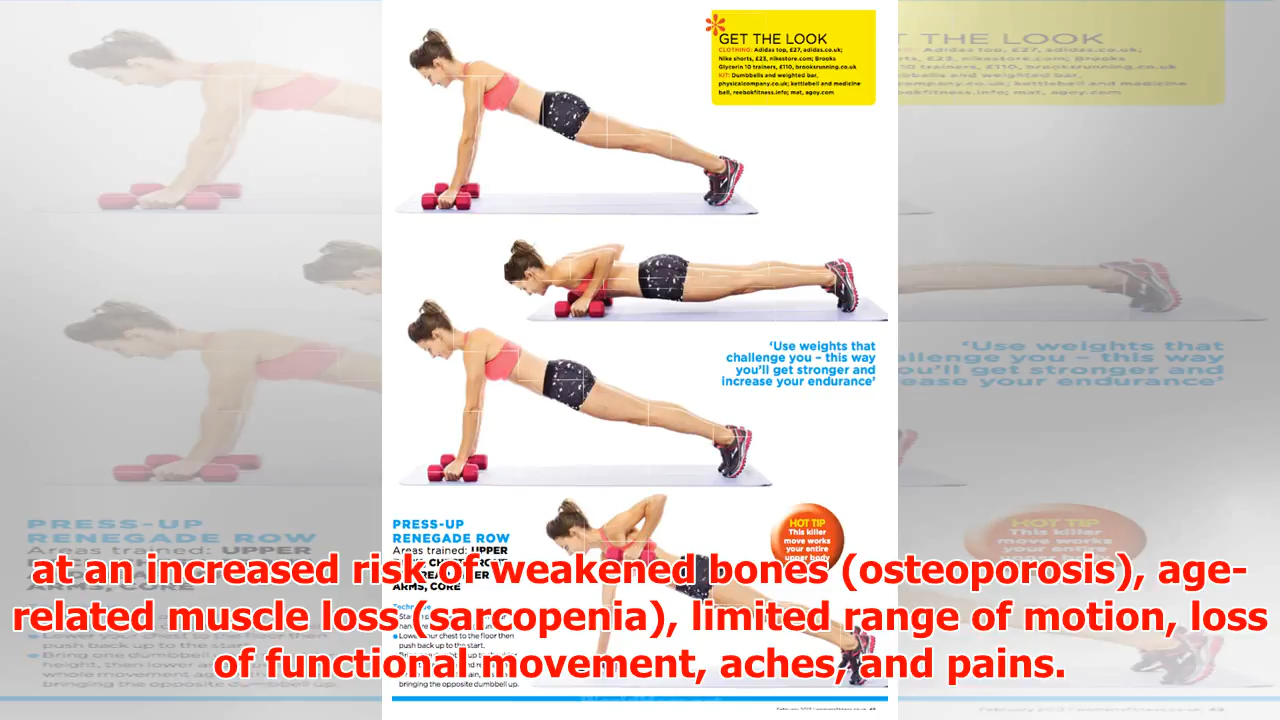 GET THE LOOK
CLOTHING: Adidas top, £27, adidas.co.uk;
Nike shorts, £23, nikestore.com; Brooks
Glycerin 10 trainers, £110, brooksrunning.co.uk
KIT: Dumbbells and weighted bar,
physicalcompany.co.uk; kettlebell and medicine
ball, reebokfitness.info; mat, agoy.com
‘Use weights that
challenge you – this way
you’ll get stronger and
increase your endurance’
PRESS-UP
RENEGADE ROW
Areas trained: UPPER
ARMS, CORE
HOT TIP
This killer
move works
your entire
upper body
at an increased risk of weakened bones (osteoporosis), age-
related muscle loss (sarcopenia), limited range of motion, loss
of functional movement, aches, and pains.
Lower your chest to the floor then
push back up to the start.
bringing the opposite dumbbell up.